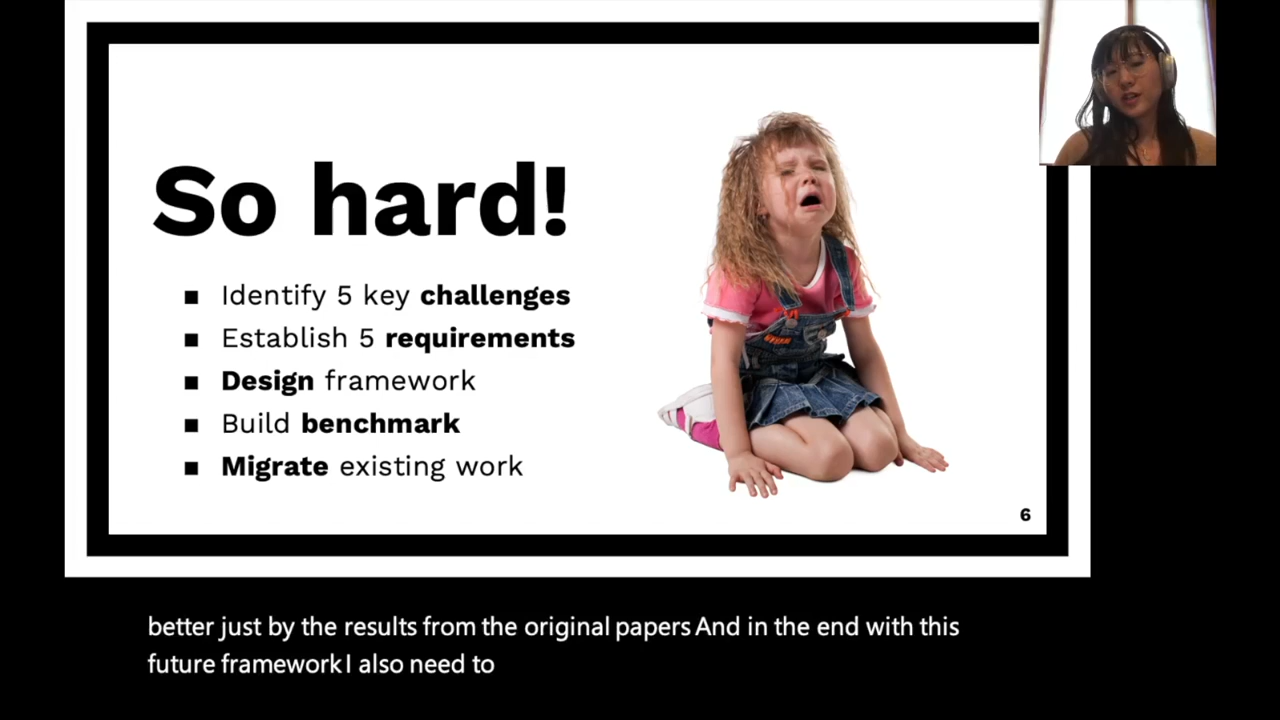 So hard!
▪ Identify 5 key challenges
▪ Establish 5 requirements
▪ Design framework
▪ Build benchmark
▪ Migrate existing work
6
better just by the results from the original papers And in the end with this
future framework I also need to